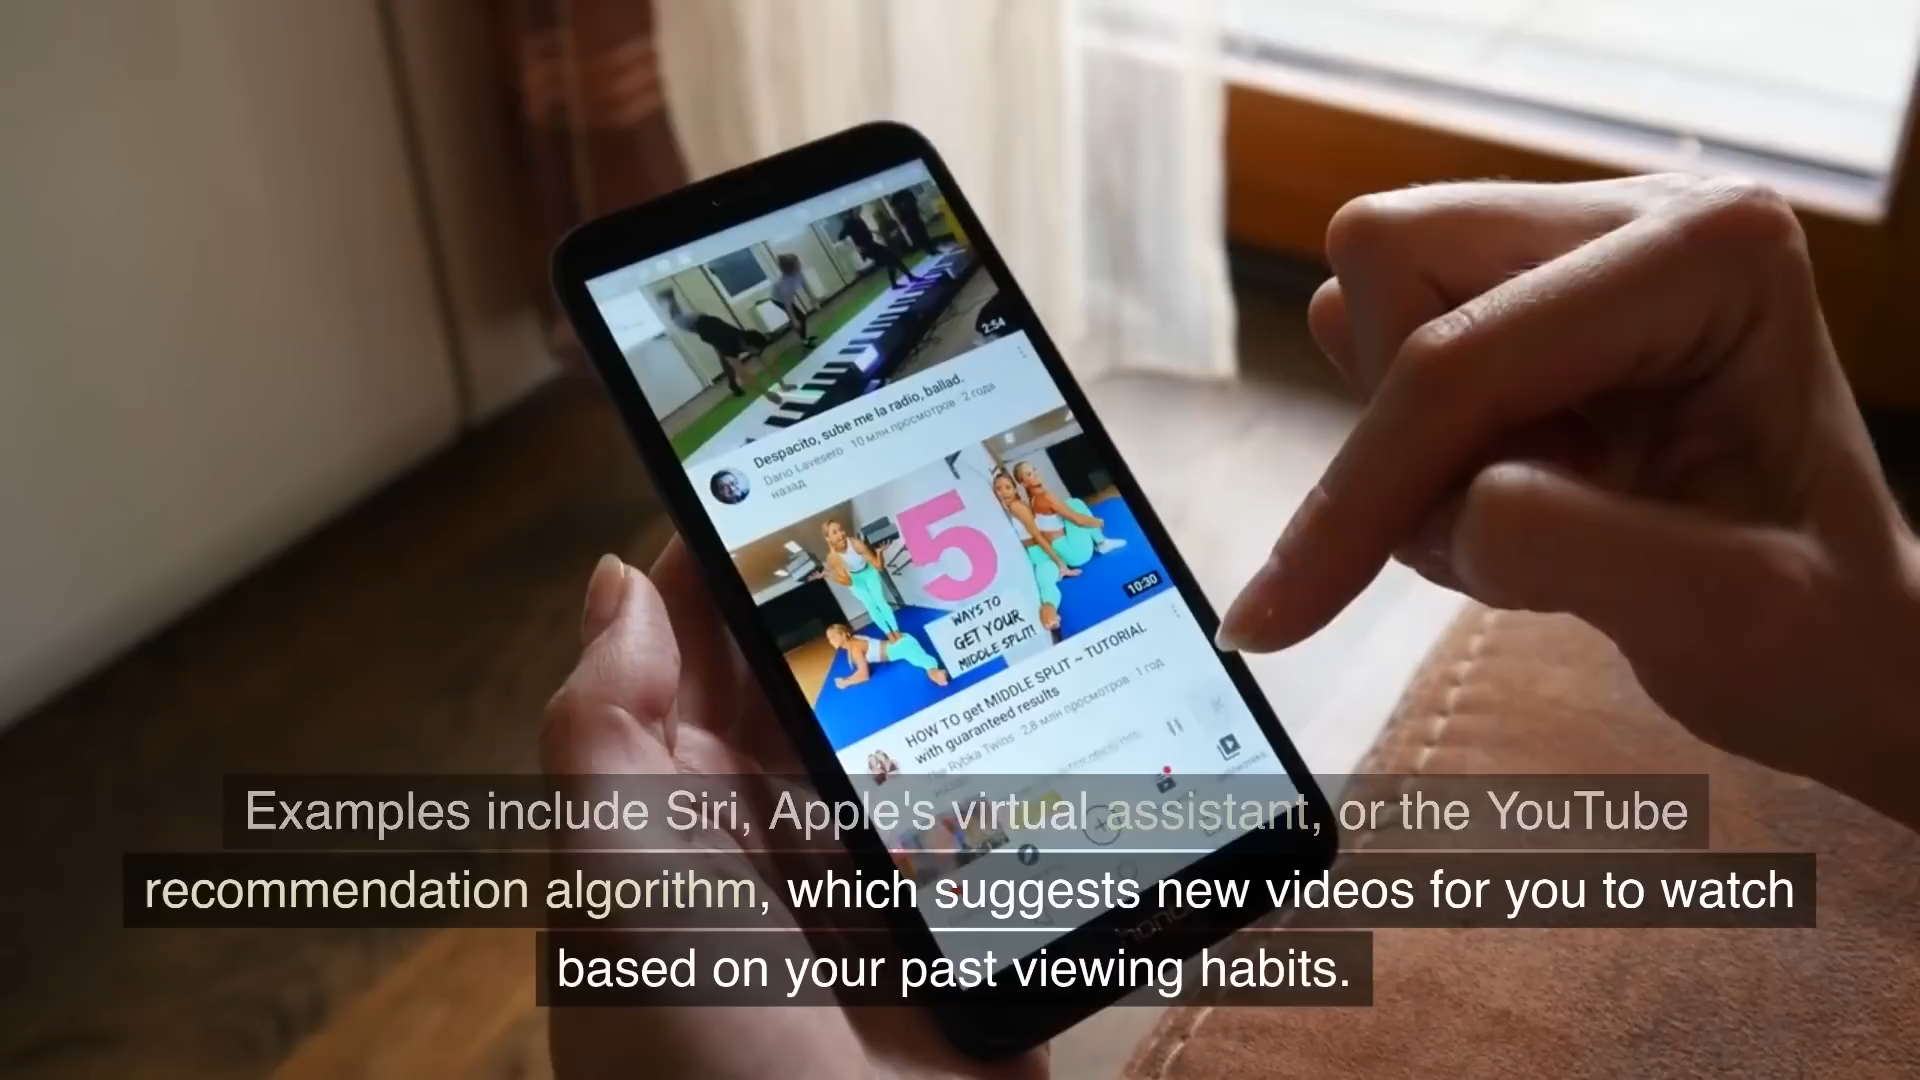 2:54
Despacito, sube me la radio, ballad.
Dario Lavesero 10 млн просмотров 2 года
назад
5
WAYS TO
GET YOUR
MIDDLE SPLIT!
10:30
HOW TO get MIDDLE SPLIT ~ TUTORIAL
with guaranteed results
The Rybka Twins 2,8 млн просмотров 1 год
Examples include Siri, Apple's virtual assistant, or the YouTube
recommendation algorithm, which suggests new videos for you to watch
based on your past viewing habits.
honor